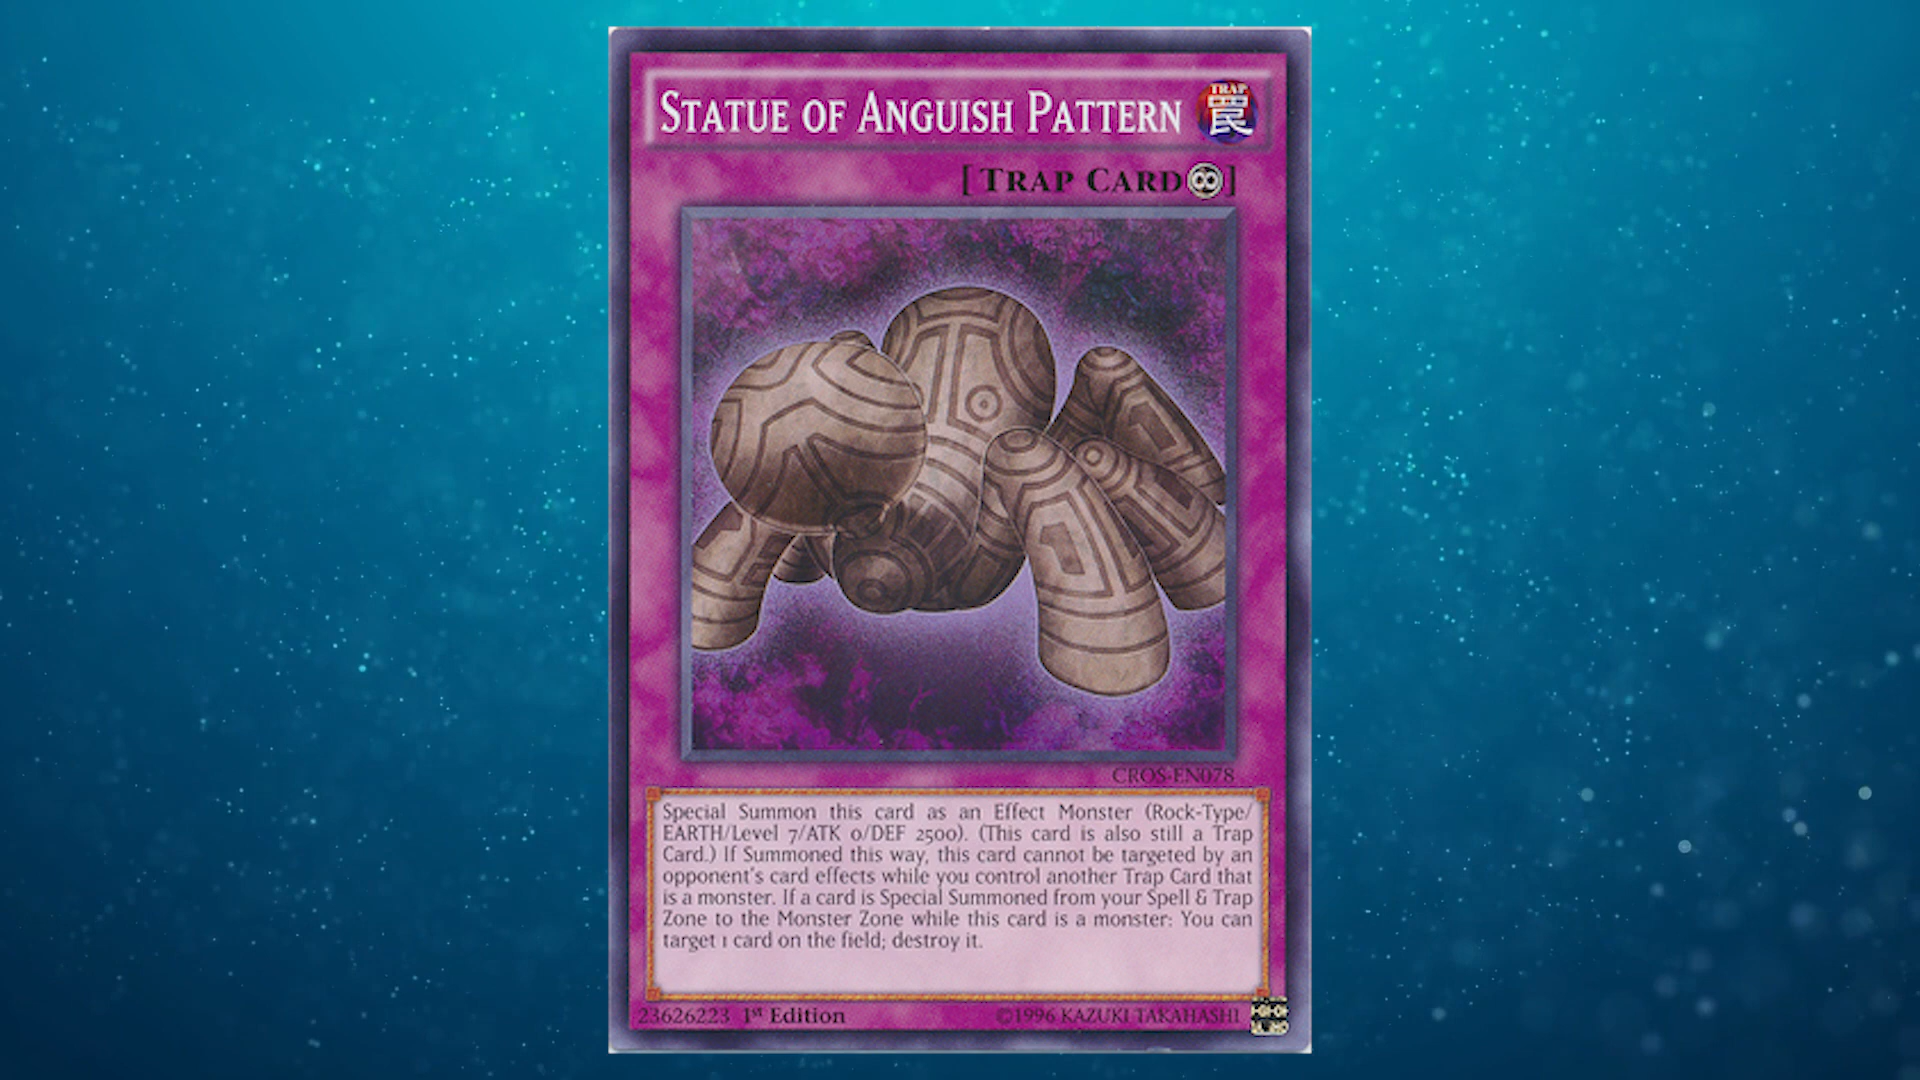 STATUE OF ANGUISH PATTERN
TRAP
罠
[TRAP CARD]
CROS-EN078
Special Summon this card as an Effect Monster (Rock-Type/
EARTH/Level 7/ATK 0/DEF 2500). (This card is also still a Trap
Card.) If Summoned this way, this card cannot be targeted by an
opponent's card effects while you control another Trap Card that
is a monster. If a card is Special Summoned from your Spell & Trap
Zone to the Monster Zone while this card is a monster: You can
target 1 card on the field; destroy it.
23626223 1st Edition
©1996 KAZUKI TAKAHASHI